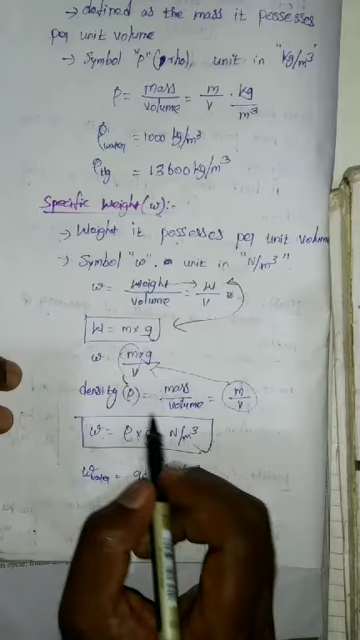 → defined as the mass it possesses
per unit volume
→ Symbol "ρ" (rho), unit in "kg/m³"
ρ = mass/volume = m/v · kg/m³
ρwater = 1000 kg/m³
ρHg = 13600 kg/m³
Specific Weight (w):-
→ Weight it possess per unit volume
→ Symbol "w". unit in "N/m³"
w = Weight/volume = W/V
W = m×g
w = m×g/V
density (ρ) = mass/volume = m/v
w = ρ× N/m³
wwater =